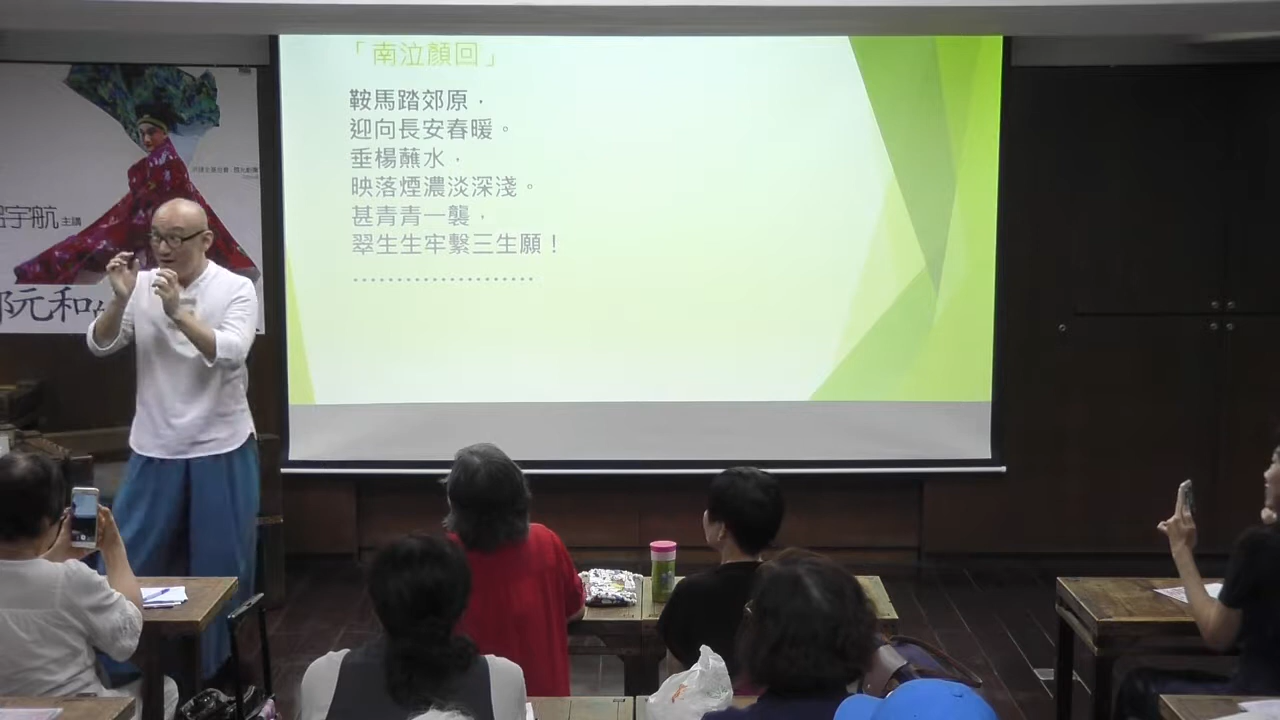 「南泣顏回」
鞍馬踏郊原，
迎向長安春暖。
垂楊蘸水，
映落煙濃淡深淺。
甚青青一襲，
翠生生牢繫三生願！
....................
宇航 主講
阮和